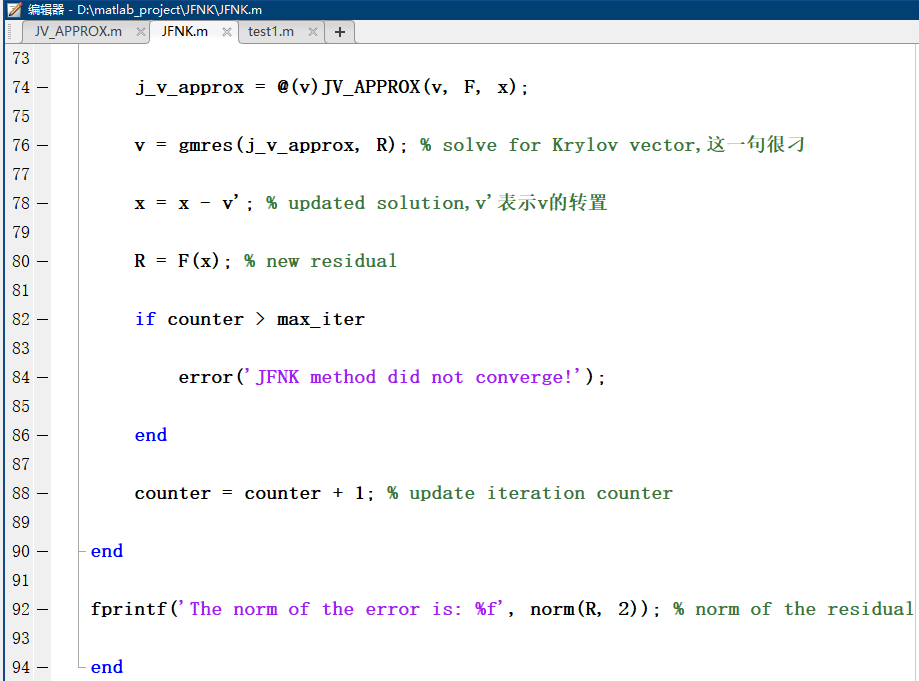 编辑器 - D:\matlab_project\JFNK\JFNK.m
JV_APPROX.m × JFNK.m × test1.m × +
73
74 — j_v_approx = @(v)JV_APPROX(v, F, x);
75
76 — v = gmres(j_v_approx, R); % solve for Krylov vector,这一句很刁
77
78 — x = x - v'; % updated solution,v'表示v的转置
79
80 — R = F(x); % new residual
81
82 — if counter > max_iter
83
84 — error('JFNK method did not converge!');
85
86 — end
87
88 — counter = counter + 1; % update iteration counter
89
90 — end
91
92 — fprintf('The norm of the error is: %f', norm(R, 2)); % norm of the residual
93
94 — end